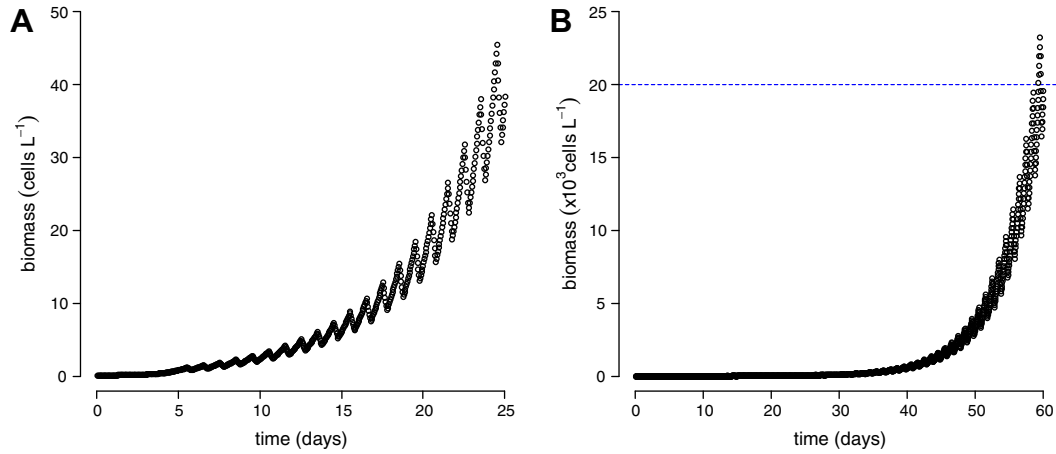 A
biomass (cells L⁻¹)
50
40
30
20
10
0
0 5 10 15 20 25
time (days)
B
biomass (x10³cells L⁻¹)
25
20
15
10
5
0
0 10 20 30 40 50 60
time (days)